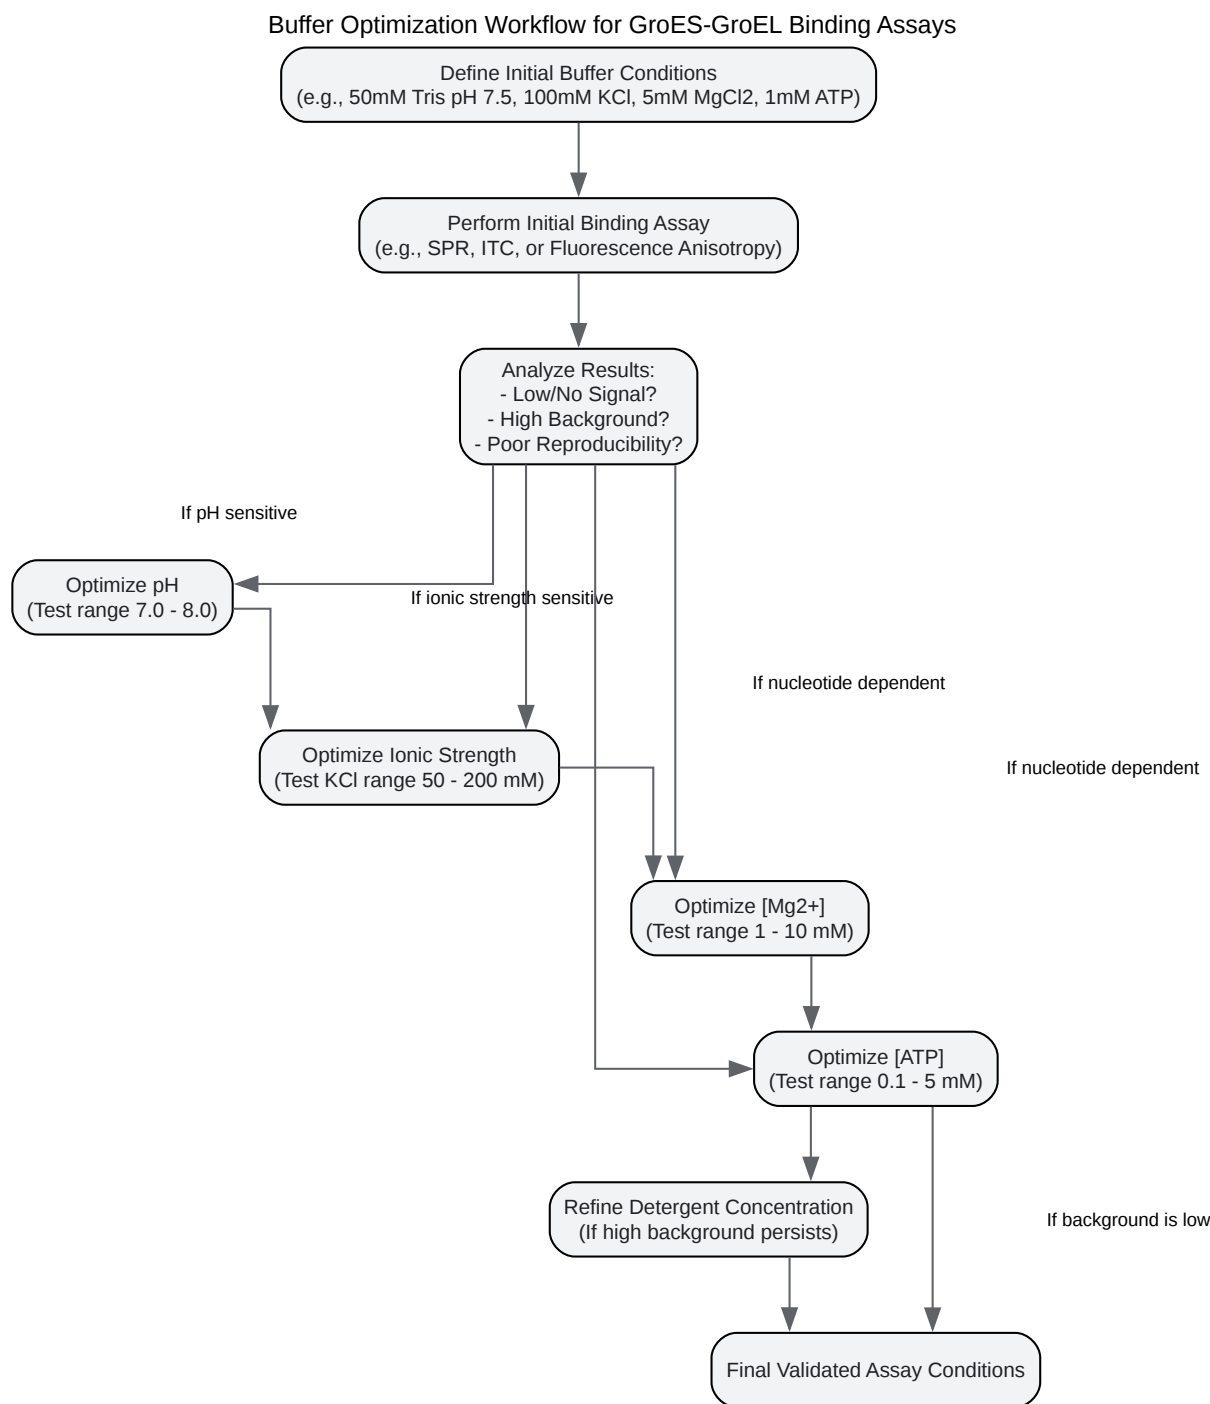 Buffer Optimization Workflow for GroES-GroEL Binding Assays
Define Initial Buffer Conditions
(e.g., 50mM Tris pH 7.5, 100mM KCl, 5mM MgCl2, 1mM ATP)
Perform Initial Binding Assay
(e.g., SPR, ITC, or Fluorescence Anisotropy)
Analyze Results:
- Low/No Signal?
- High Background?
- Poor Reproducibility?
If pH sensitive
Optimize pH
(Test range 7.0 - 8.0)
If ionic strength sensitive
If nucleotide dependent
Optimize Ionic Strength
(Test KCl range 50 - 200 mM)
If nucleotide dependent
Optimize [Mg2+]
(Test range 1 - 10 mM)
Optimize [ATP]
(Test range 0.1 - 5 mM)
Refine Detergent Concentration
(If high background persists)
If background is low
Final Validated Assay Conditions